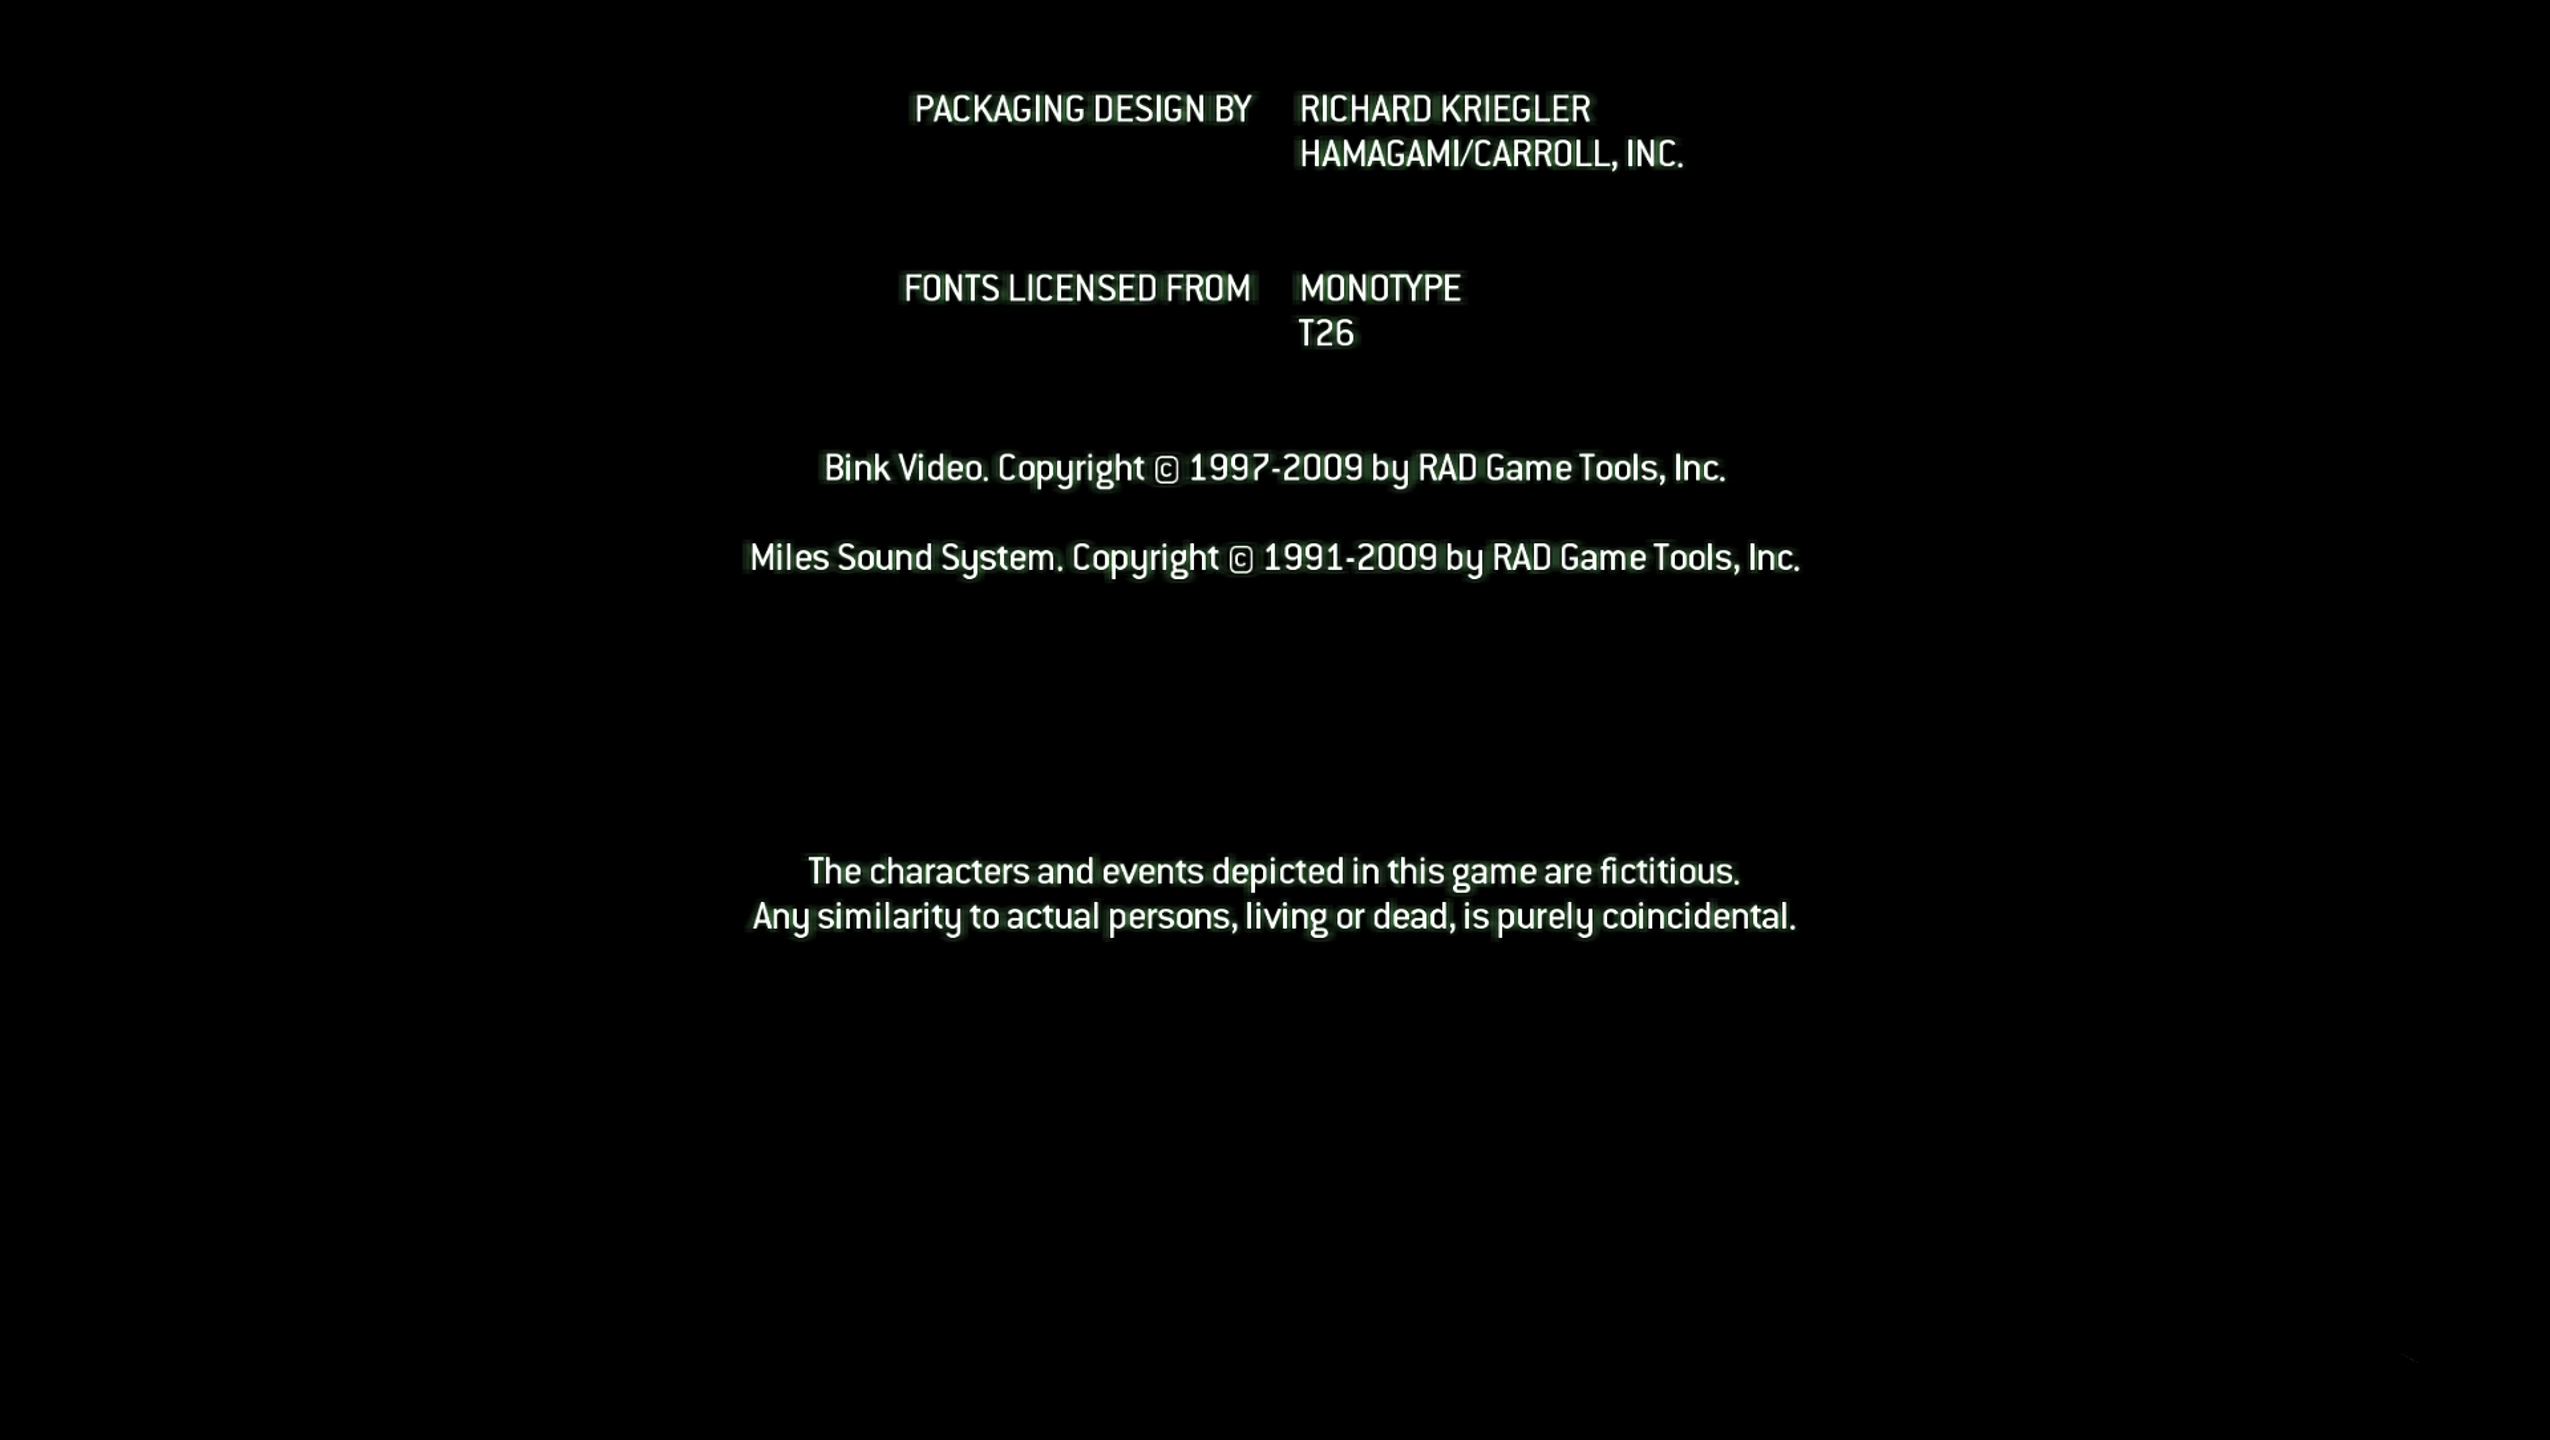 PACKAGING DESIGN BY RICHARD KRIEGLER
HAMAGAMI/CARROLL, INC.
FONTS LICENSED FROM MONOTYPE
T26
Bink Video. Copyright © 1997-2009 by RAD Game Tools, Inc.
Miles Sound System. Copyright © 1991-2009 by RAD Game Tools, Inc.
The characters and events depicted in this game are fictitious.
Any similarity to actual persons, living or dead, is purely coincidental.